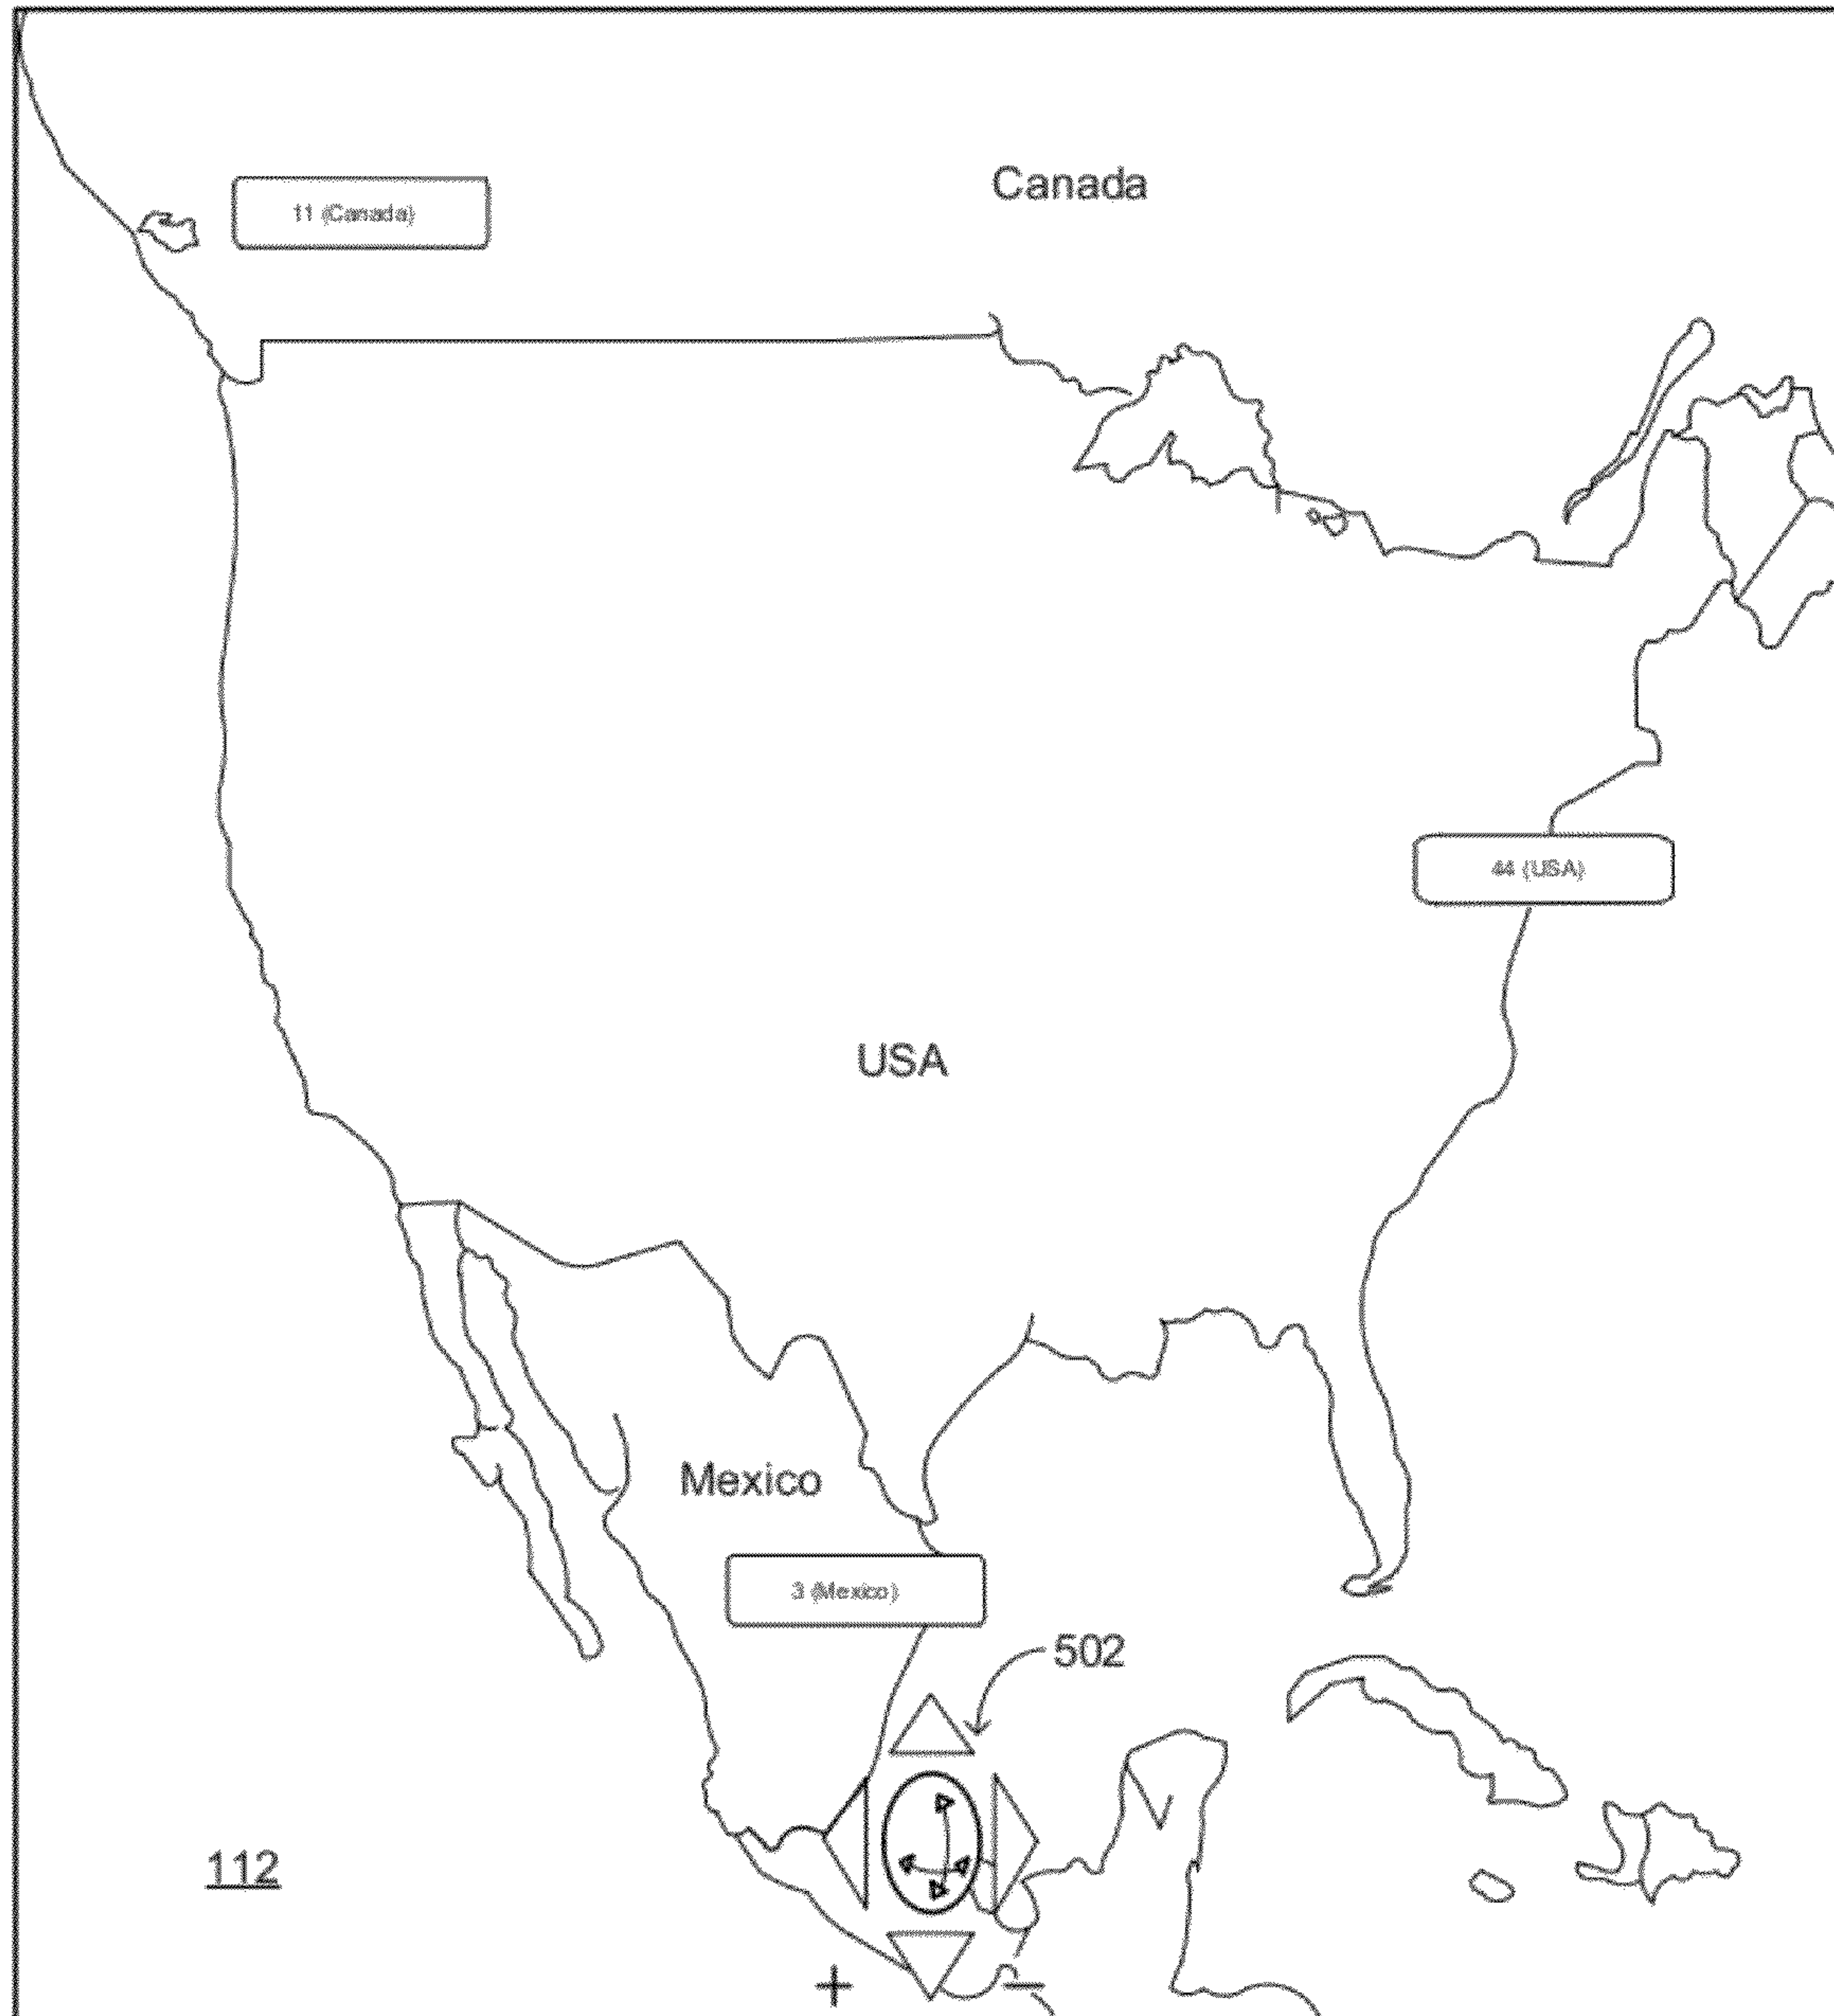 Canada
11 (Canada)
44 (USA)
USA
Mexico
3 (Mexico)
502
112
+ −